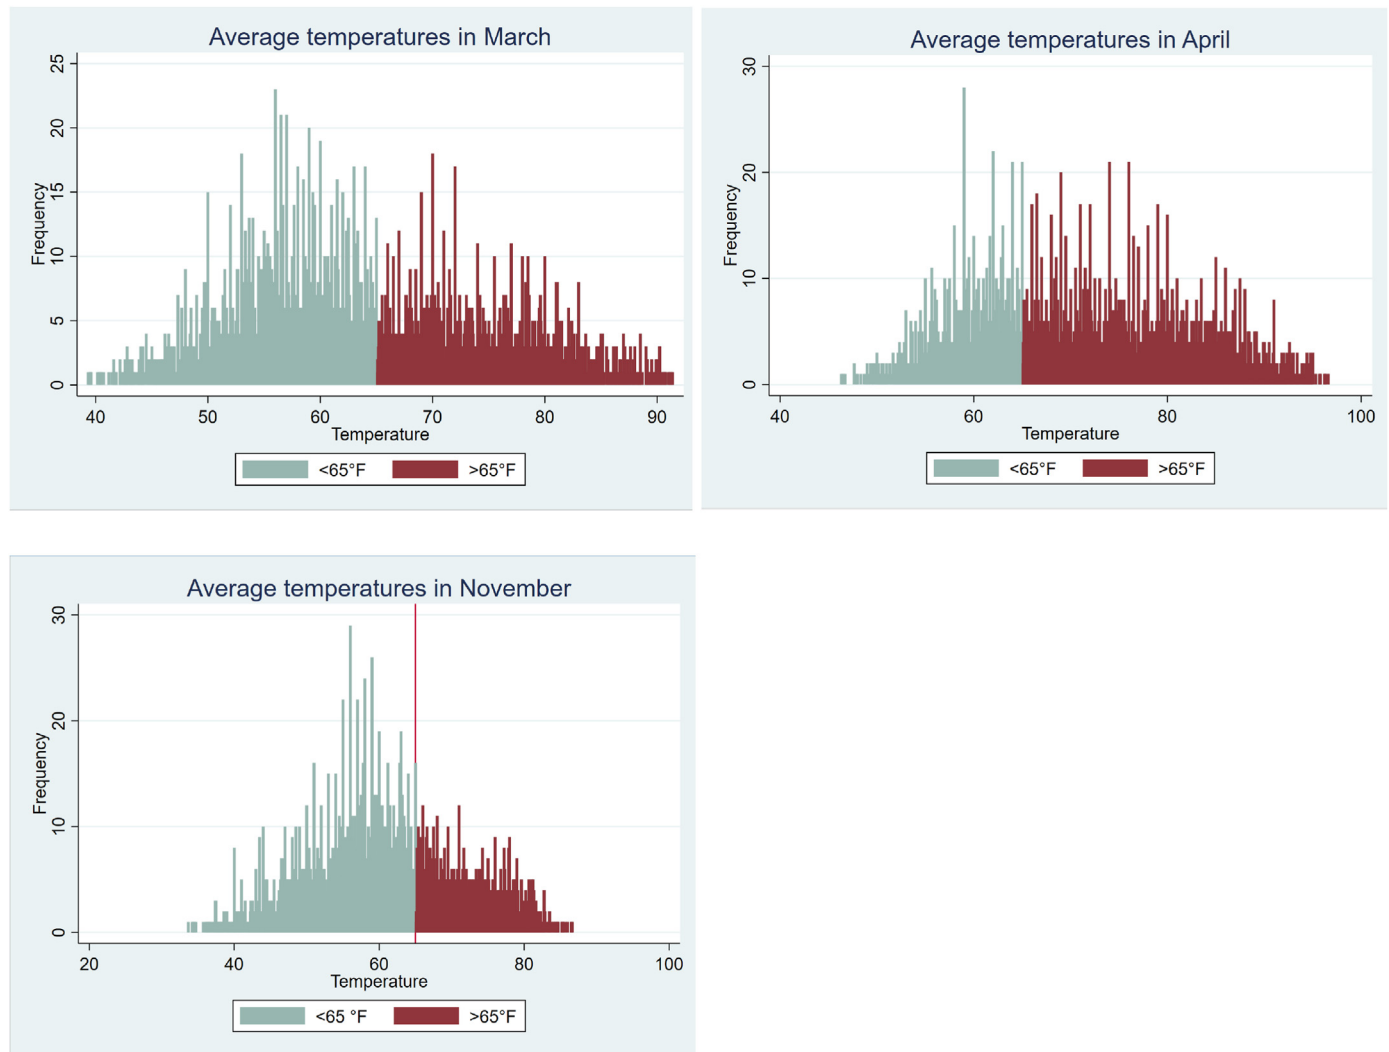 Average temperatures in March
Frequency
25
20
15
10
5
0
40 50 60 70 80 90
Temperature
<65°F >65°F
Average temperatures in April
Frequency
30
20
10
0
40 60 80 100
Temperature
<65°F >65°F
Average temperatures in November
Frequency
30
20
10
0
20 40 60 80 100
Temperature
<65 °F >65°F